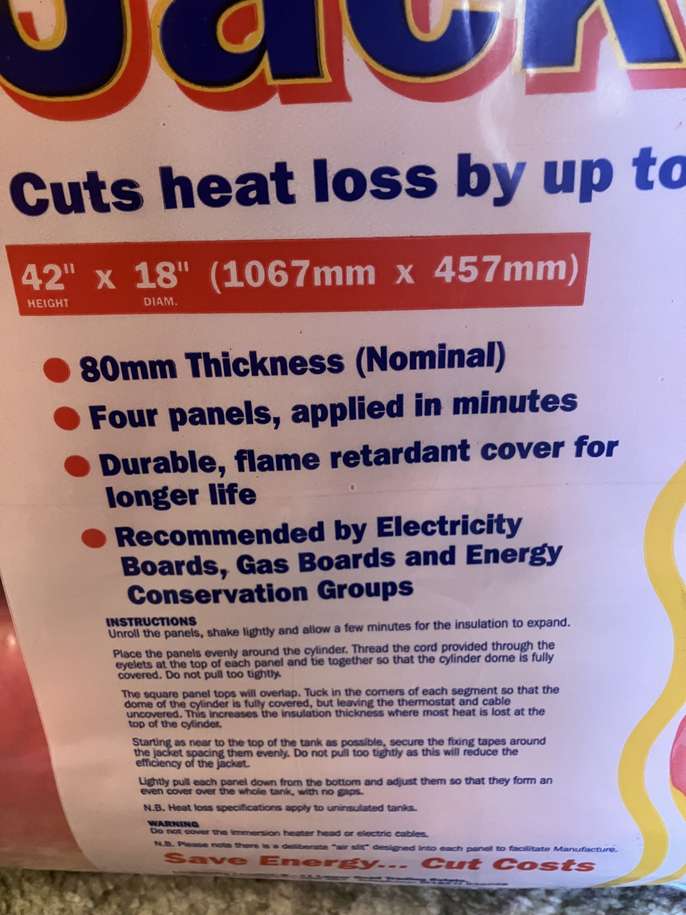 Jack
Cuts heat loss by up to
42" x 18" (1067mm x 457mm)
HEIGHT DIAM.
80mm Thickness (Nominal)
Four panels, applied in minutes
Durable, flame retardant cover for
longer life
Recommended by Electricity
Boards, Gas Boards and Energy
Conservation Groups
INSTRUCTIONS
Unroll the panels, shake lightly and allow a few minutes for the insulation to expand.
Place the panels evenly around the cylinder. Thread the cord provided through the
eyelets at the top of each panel and tie together so that the cylinder dome is fully
covered. Do not pull too tightly.
The square panel tops will overlap. Tuck in the corners of each segment so that the
dome of the cylinder is fully covered, but leaving the thermostat and cable
uncovered. This increases the insulation thickness where most heat is lost at the
top of the cylinder.
Starting as near to the top of the tank as possible, secure the fixing tapes around
the jacket spacing them evenly. Do not pull too tightly as this will reduce the
efficiency of the jacket.
Lightly pull each panel down from the bottom and adjust them so that they form an
even cover over the whole tank, with no gaps.
N.B. Heat loss specifications apply to uninsulated tanks.
WARNING
Do not cover the immersion heater head or electric cables.
N.B. Please note there is a deliberate "air slit" designed into each panel to facilitate Manufacture.
Save Energy... Cut Costs